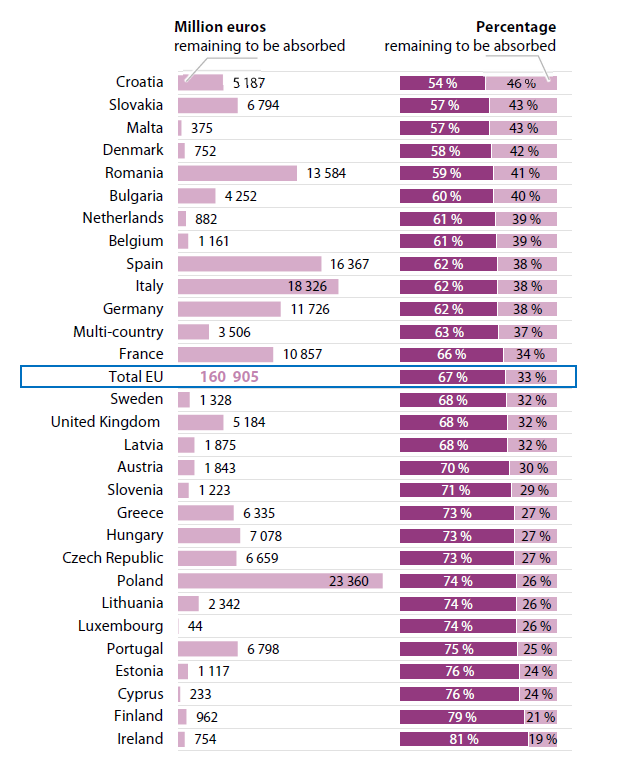 Million euros Percentage
remaining to be absorbed remaining to be absorbed
Croatia 5 187 54 % 46 %
Slovakia 6 794 57 % 43 %
Malta 375 57 % 43 %
Denmark 752 58 % 42 %
Romania 13 584 59 % 41 %
Bulgaria 4 252 60 % 40 %
Netherlands 882 61 % 39 %
Belgium 1 161 61 % 39 %
Spain 16 367 62 % 38 %
Italy 18 326 62 % 38 %
Germany 11 726 62 % 38 %
Multi-country 3 506 63 % 37 %
France 10 857 66 % 34 %
Total EU 160 905 67 % 33 %
Sweden 1 328 68 % 32 %
United Kingdom 5 184 68 % 32 %
Latvia 1 875 68 % 32 %
Austria 1 843 70 % 30 %
Slovenia 1 223 71 % 29 %
Greece 6 335 73 % 27 %
Hungary 7 078 73 % 27 %
Czech Republic 6 659 73 % 27 %
Poland 23 360 74 % 26 %
Lithuania 2 342 74 % 26 %
Luxembourg 44 74 % 26 %
Portugal 6 798 75 % 25 %
Estonia 1 117 76 % 24 %
Cyprus 233 76 % 24 %
Finland 962 79 % 21 %
Ireland 754 81 % 19 %